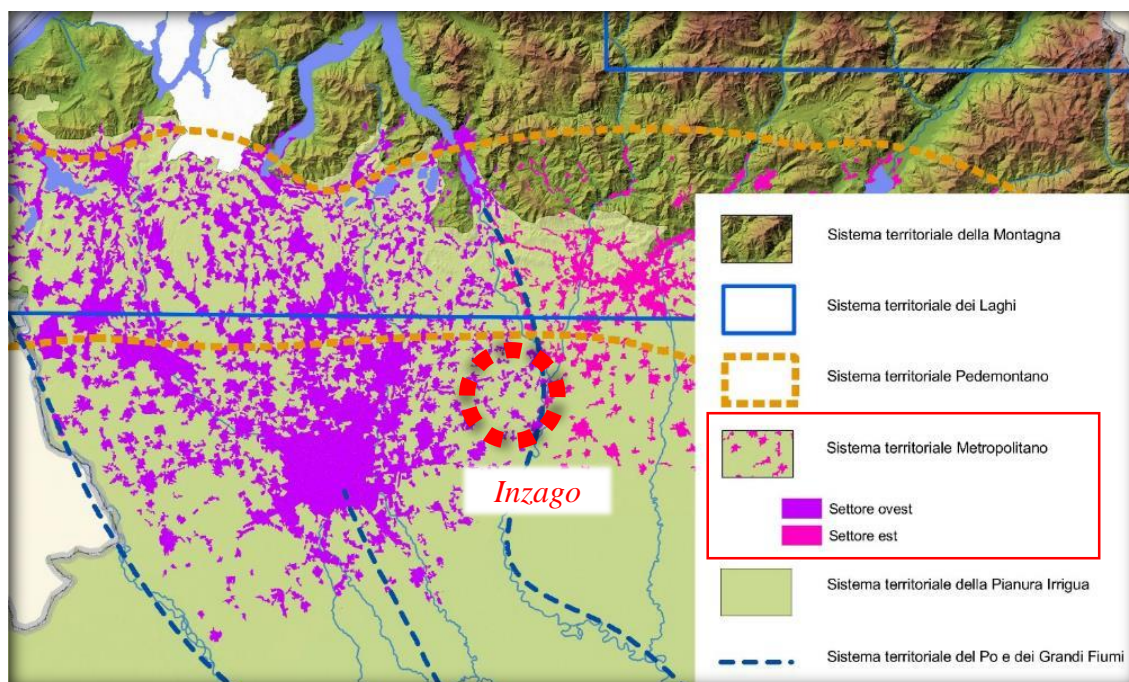 Inzago
Sistema territoriale della Montagna
Sistema territoriale dei Laghi
Sistema territoriale Pedemontano
Sistema territoriale Metropolitano
Settore ovest
Settore est
Sistema territoriale della Pianura Irrigua
Sistema territoriale del Po e dei Grandi Fiumi